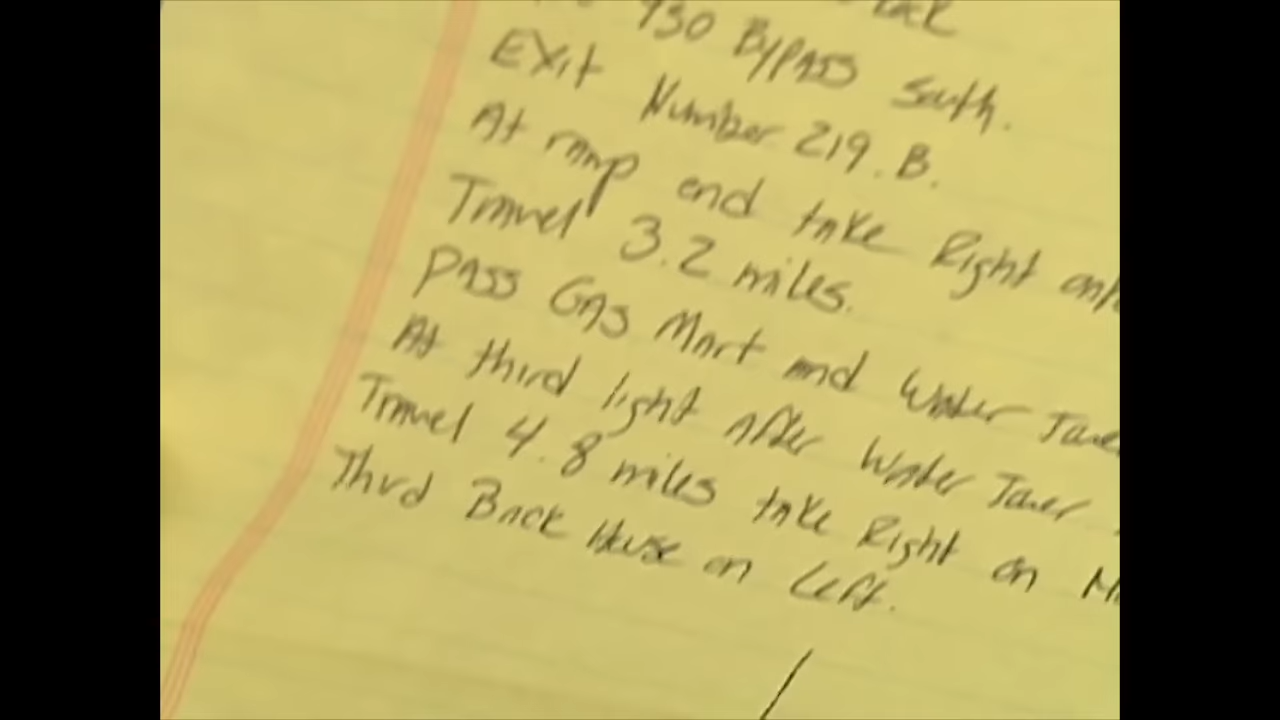 930 Bypass South.
Exit Number 219.B.
At ramp end take Right
Travel 3.2 miles.
Pass Gas Mart and Water
At third light after Water Tower
Travel 4.8 miles take Right on
Third Back House on Left.